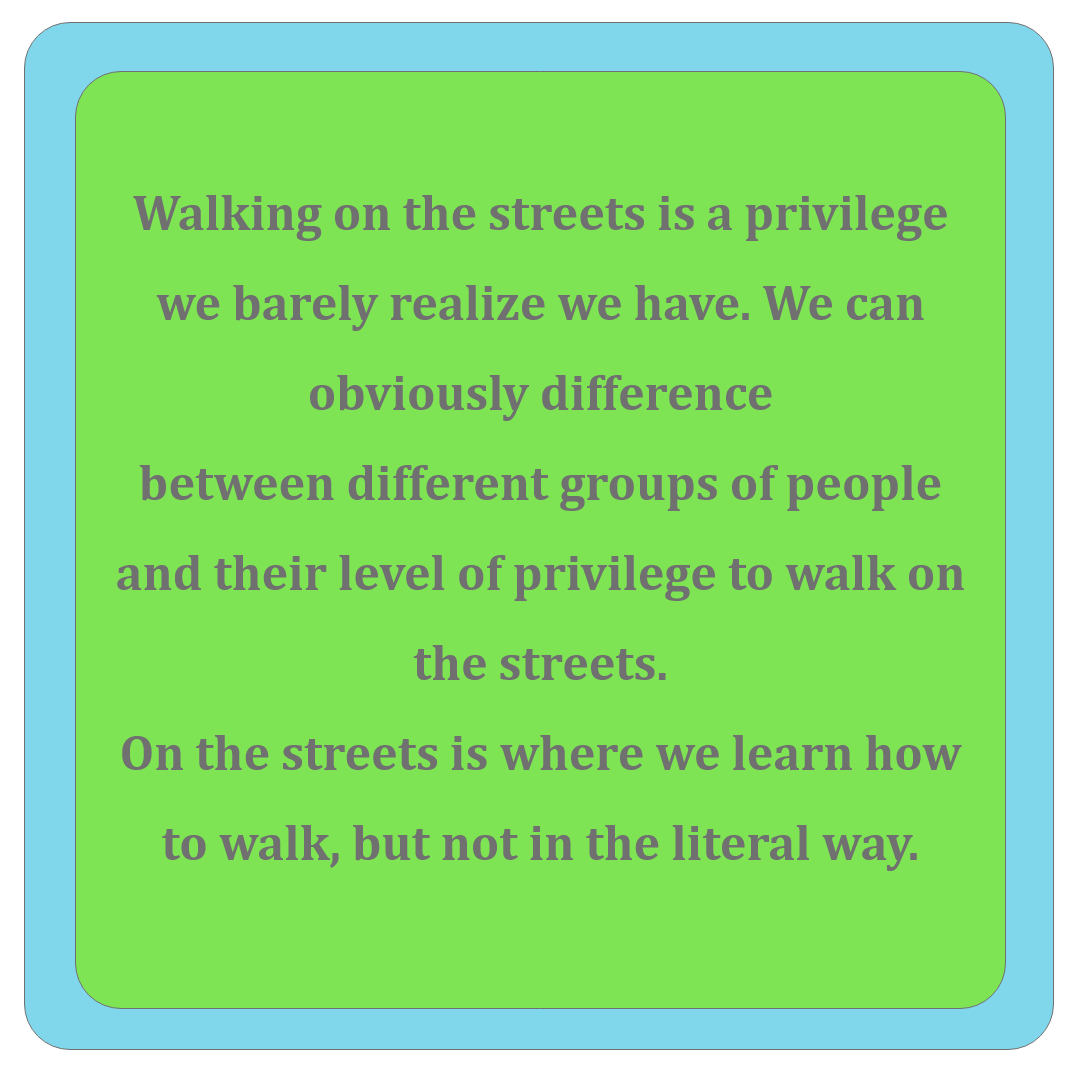 Walking on the streets is a privilege
we barely realize we have. We can
obviously difference
between different groups of people
and their level of privilege to walk on
the streets.
On the streets is where we learn how
to walk, but not in the literal way.